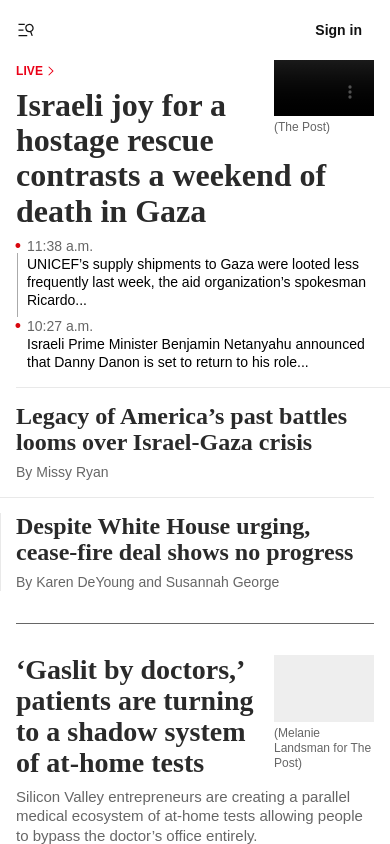 Sign in
LIVE
Israeli joy for a
hostage rescue
contrasts a weekend of
death in Gaza
(The Post)
11:38 a.m.
UNICEF’s supply shipments to Gaza were looted less
frequently last week, the aid organization’s spokesman
Ricardo...
10:27 a.m.
Israeli Prime Minister Benjamin Netanyahu announced
that Danny Danon is set to return to his role...
Legacy of America’s past battles
looms over Israel-Gaza crisis
By Missy Ryan
Despite White House urging,
cease-fire deal shows no progress
By Karen DeYoung and Susannah George
‘Gaslit by doctors,’
patients are turning
to a shadow system
of at-home tests
(Melanie
Landsman for The
Post)
Silicon Valley entrepreneurs are creating a parallel
medical ecosystem of at-home tests allowing people
to bypass the doctor’s office entirely.